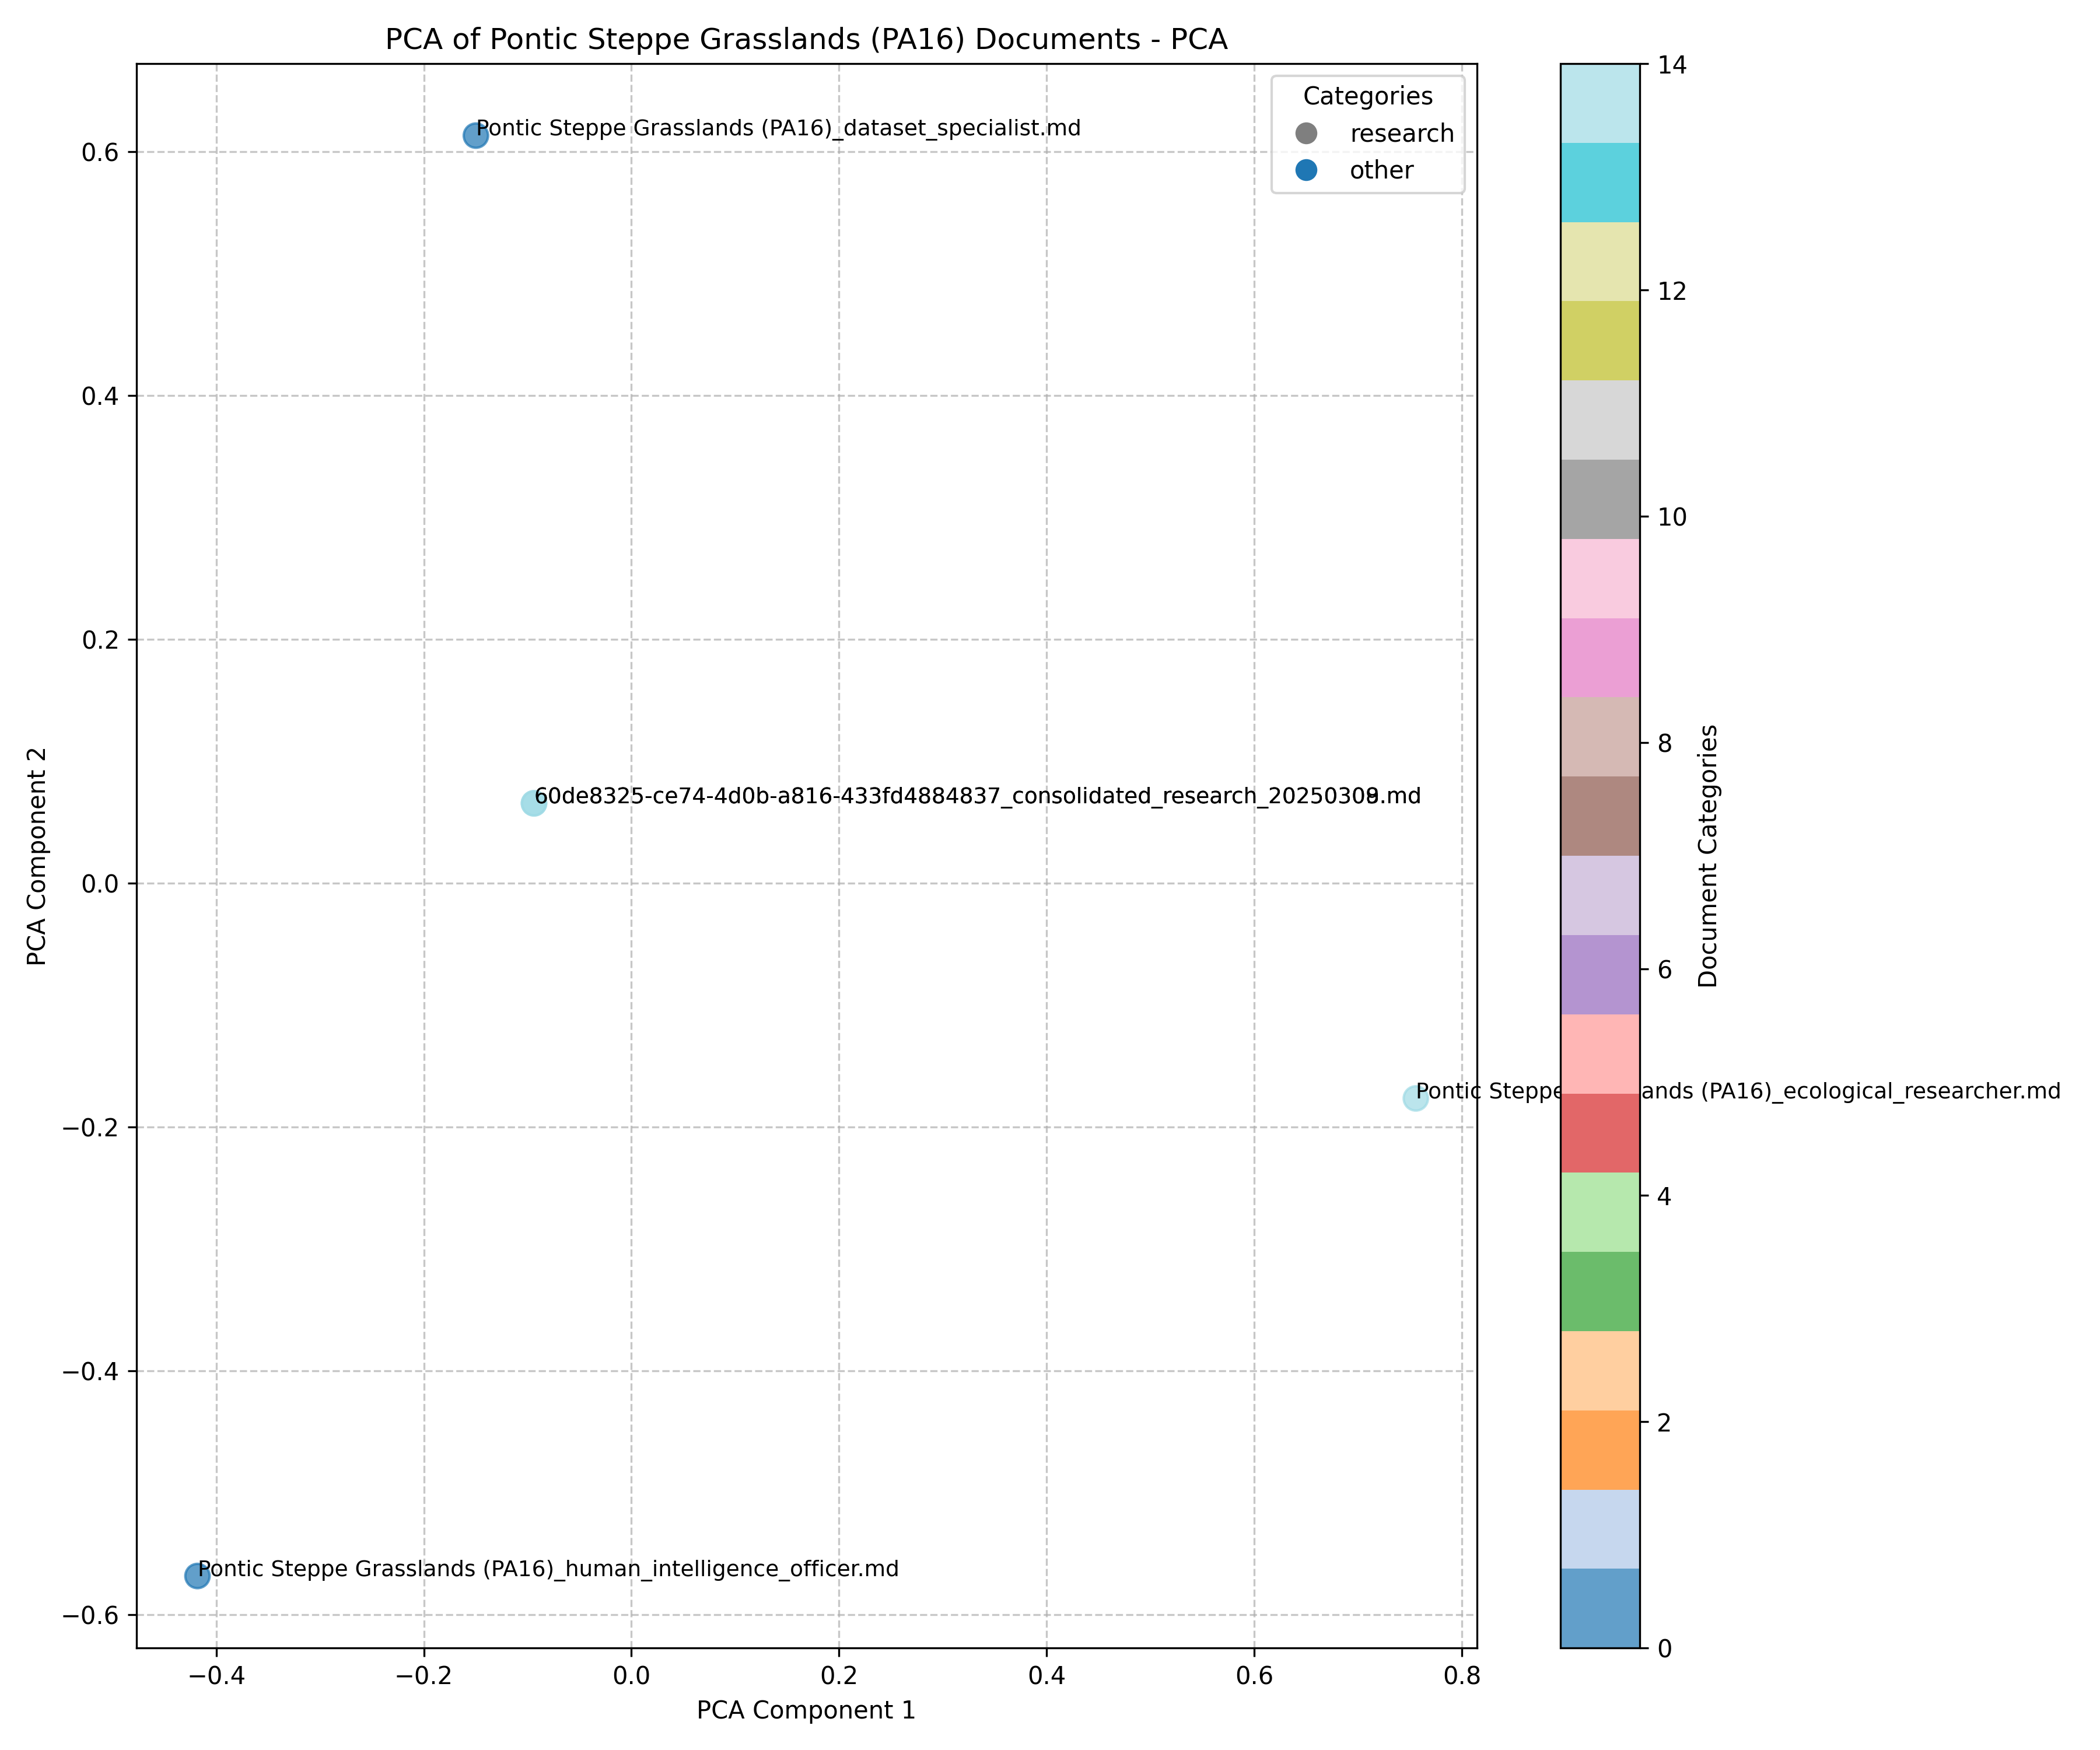 PCA of Pontic Steppe Grasslands (PA16) Documents - PCA
Categories
research
other
Pontic Steppe Grasslands (PA16)_dataset_specialist.md
60de8325-ce74-4d0b-a816-433fd4884837_consolidated_research_2025030
.md
Pontic Steppe
ands (PA16)_ecological_researcher.md
Pontic Steppe Grasslands (PA16)_human_intelligence_officer.md
PCA Component 2
0.6
0.4
0.2
0.0
−0.2
−0.4
−0.6
−0.4
−0.2
0.0
0.2
0.4
0.6
0.8
PCA Component 1
14
12
10
8
6
4
2
0
Document Categories